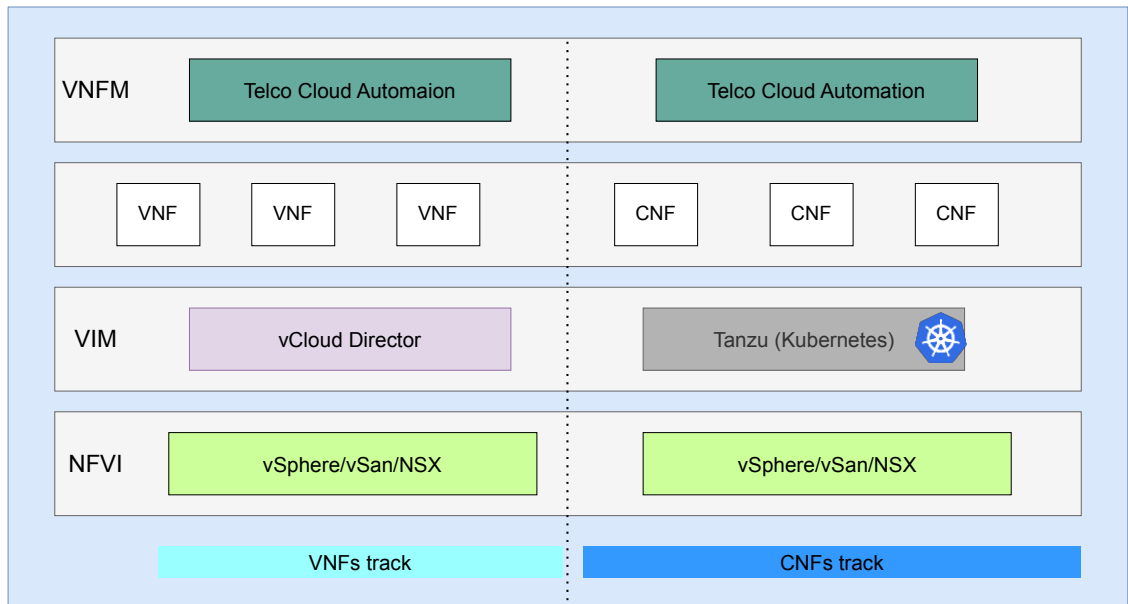 VNFM
Telco Cloud Automaion
Telco Cloud Automation
VNF
VNF
VNF
CNF
CNF
CNF
VIM
vCloud Director
Tanzu (Kubernetes)
NFVI
vSphere/vSan/NSX
vSphere/vSan/NSX
VNFs track
CNFs track